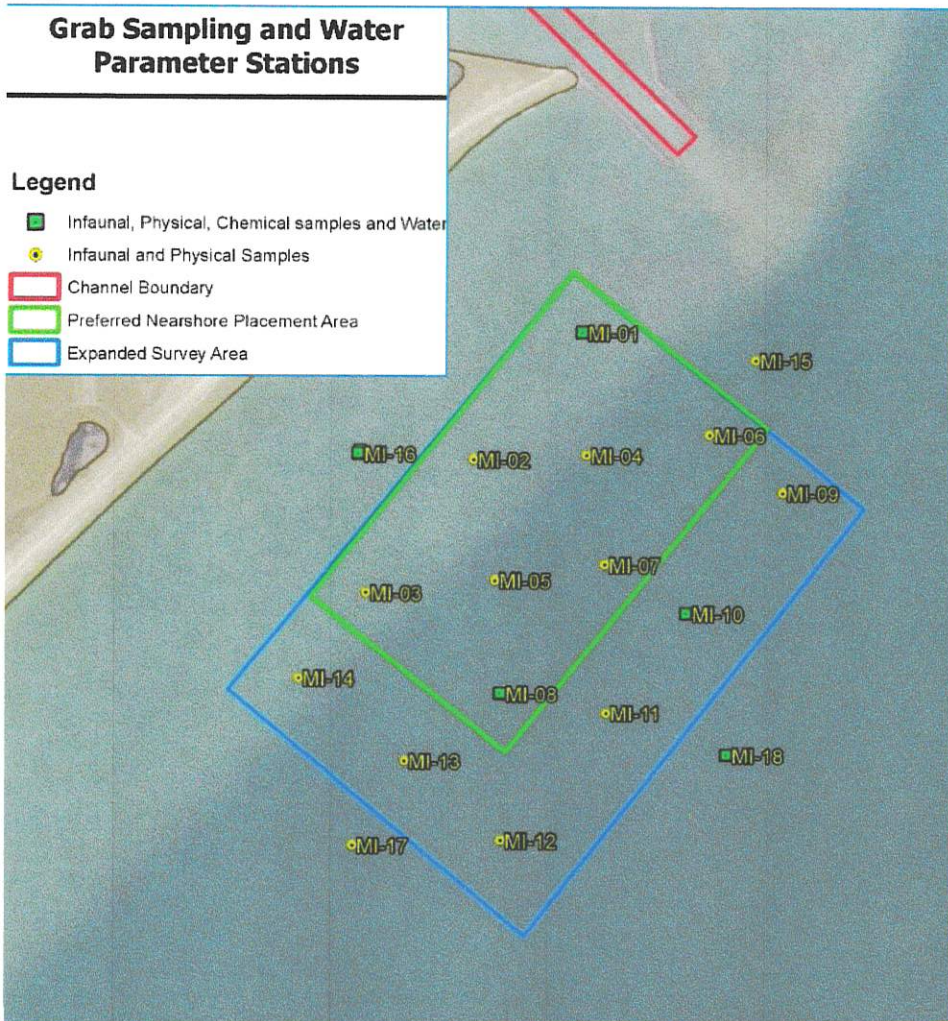 Grab Sampling and Water
Parameter Stations
Legend
Infaunal, Physical, Chemical samples and Water
Infaunal and Physical Samples
Channel Boundary
Preferred Nearshore Placement Area
Expanded Survey Area
MI-01
MI-15
MI-06
MI-16
MI-02
MI-04
MI-09
MI-07
MI-05
MI-03
MI-10
MI-14
MI-08
MI-11
MI-13
MI-18
MI-12
MI-17